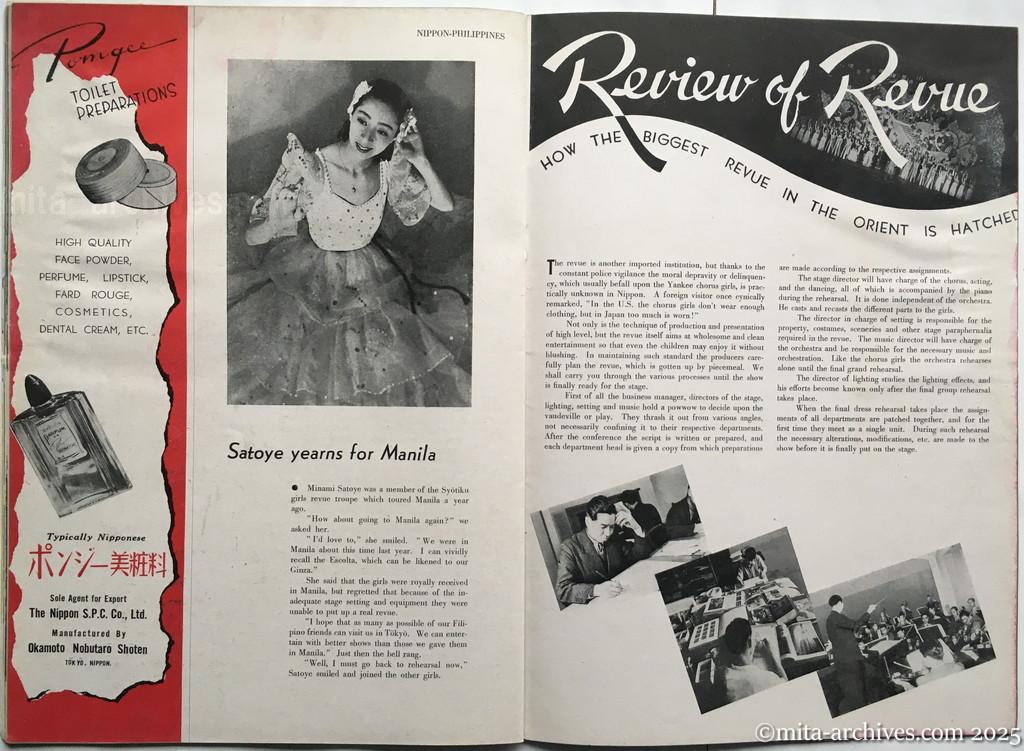 Pomgee
TOILET
PREPARATIONS
HIGH QUALITY
FACE POWDER,
PERFUME, LIPSTICK,
FARD ROUGE,
COSMETICS,
DENTAL CREAM, ETC.
Typically Nipponese
ポンジー美粧料
Sole Agent for Export
The Nippon S.P.C. Co., Ltd.
Manufactured By
Okamoto Nobutaro Shoten
TŌKYO, NIPPON.
mita-archives
NIPPON-PHILIPPINES
Satoye yearns for Manila
● Minami Satoye was a member of the Syōtiku
girls revue troupe which toured Manila a year
ago.
"How about going to Manila again?" we
asked her.
"I'd love to," she smiled. "We were in
Manila about this time last year. I can vividly
recall the Escolta, which can be likened to our
Ginza."
She said that the girls were royally received
in Manila, but regretted that because of the in-
adequate stage setting and equipment they were
unable to put up a real revue.
"I hope that as many as possible of our Fili-
pino friends can visit us in Tōkyō. We can enter-
tain with better shows than those we gave them
in Manila." Just then the bell rang.
"Well, I must go back to rehearsal now,"
Satoye smiled and joined the other girls.
Review of Revue
HOW THE BIGGEST REVUE IN THE ORIENT IS HATCHED
The revue is another imported institution, but thanks to the
constant police vigilance the moral depravity or delinquen-
cy, which usually befall upon the Yankee chorus girls, is prac-
tically unknown in Nippon. A foreign visitor once cynically
remarked, "In the U.S. the chorus girls don't wear enough
clothing, but in Japan too much is worn!"
Not only is the technique of production and presentation
of high level, but the revue itself aims at wholesome and clean
entertainment so that even the children may enjoy it without
blushing. In maintaining such standard the producers care-
fully plan the revue, which is gotten up by piecemeal. We
shall carry you through the various processes until the show
is finally ready for the stage.
First of all the business manager, directors of the stage,
lighting, setting and music hold a powwow to decide upon the
vaudeville or play. They thrash it out from various angles,
not necessarily confining it to their respective departments.
After the conference the script is written or prepared, and
each department head is given a copy from which preparations
are made according to the respective assignments.
The stage director will have charge of the chorus, acting,
and the dancing, all of which is accompanied by the piano
during the rehearsal. It is done independent of the orchestra.
He casts and recasts the different parts to the girls.
The director in charge of setting is responsible for the
property, costumes, sceneries and other stage paraphernalia
required in the revue. The music director will have charge of
the orchestra and be responsible for the necessary music and
orchestration. Like the chorus girls the orchestra rehearses
alone until the final grand rehearsal.
The director of lighting studies the lighting effects, and
his efforts become known only after the final group rehearsal
takes place.
When the final dress rehearsal takes place the assign-
ments of all departments are patched together, and for the
first time they meet as a single unit. During such rehearsal
the necessary alterations, modifications, etc. are made to the
show before it is finally put on the stage.
©mita-archives.com 2025